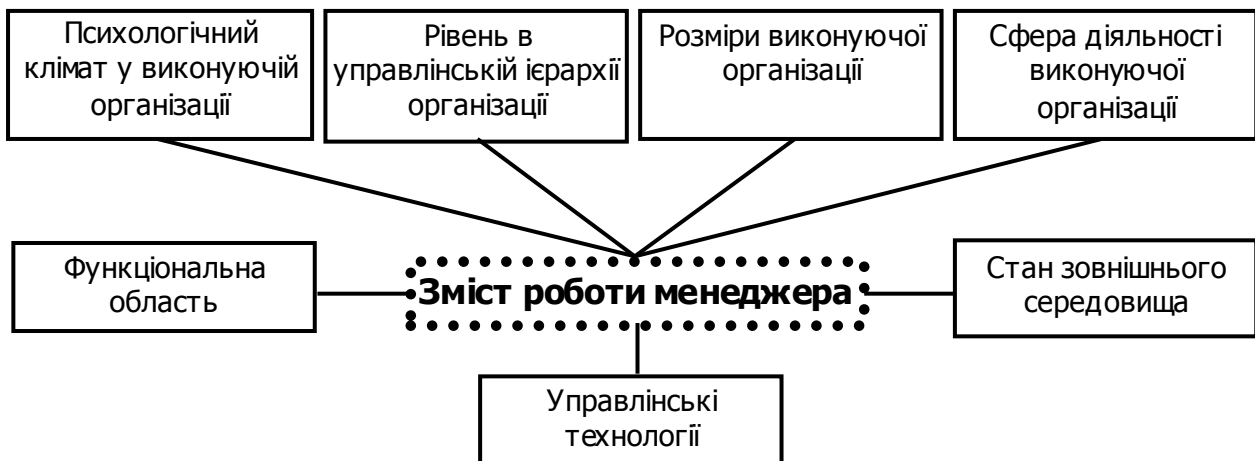 Психологічний
клімат у виконуючій
організації
Рівень в
управлінській ієрархії
організації
Розміри виконуючої
організації
Сфера діяльності
виконуючої
організації
Функціональна
область
Зміст роботи менеджера
Стан зовнішнього
середовища
Управлінські
технології